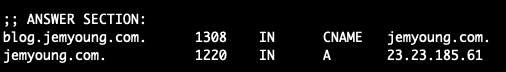 ;; ANSWER SECTION:
blog.jemyoung.com. 1308 IN CNAME jemyoung.com.
jemyoung.com. 1220 IN A 23.23.185.61